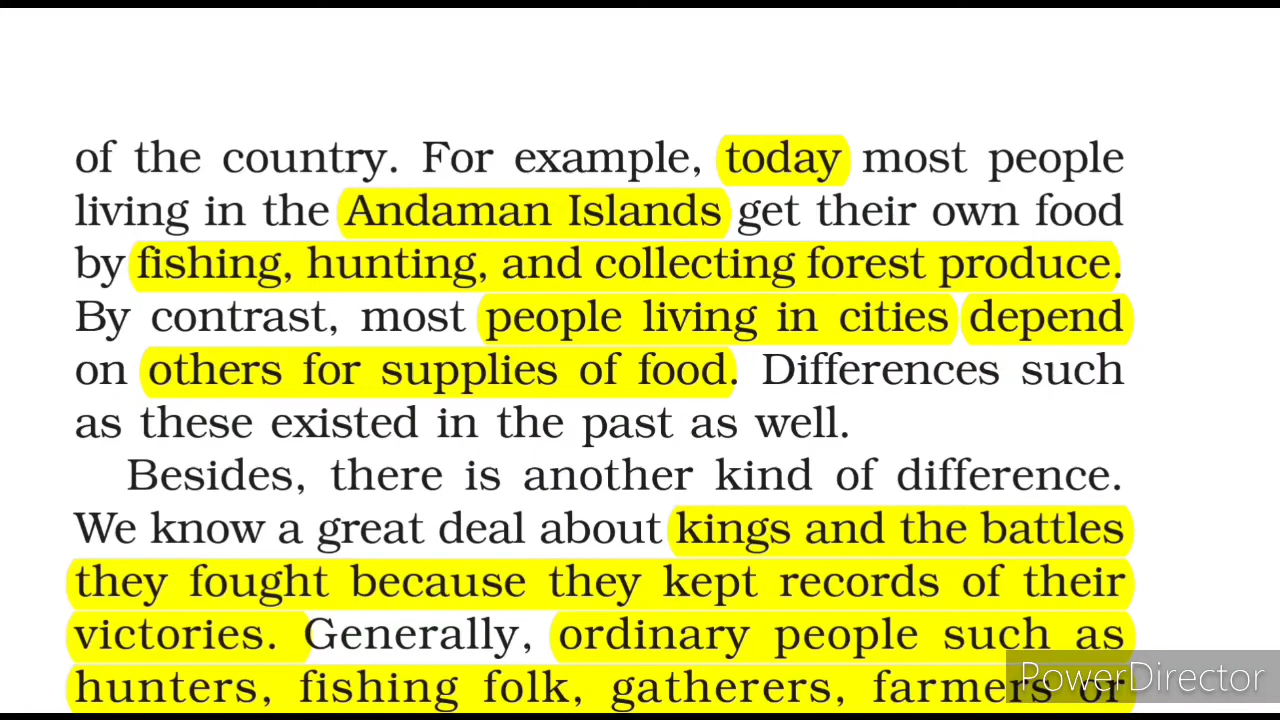 of the country. For example, today most people
living in the Andaman Islands get their own food
by fishing, hunting, and collecting forest produce.
By contrast, most people living in cities depend
on others for supplies of food. Differences such
as these existed in the past as well.
Besides, there is another kind of difference.
We know a great deal about kings and the battles
they fought because they kept records of their
victories. Generally, ordinary people such as
hunters, fishing folk, gatherers, farmers or
PowerDirector